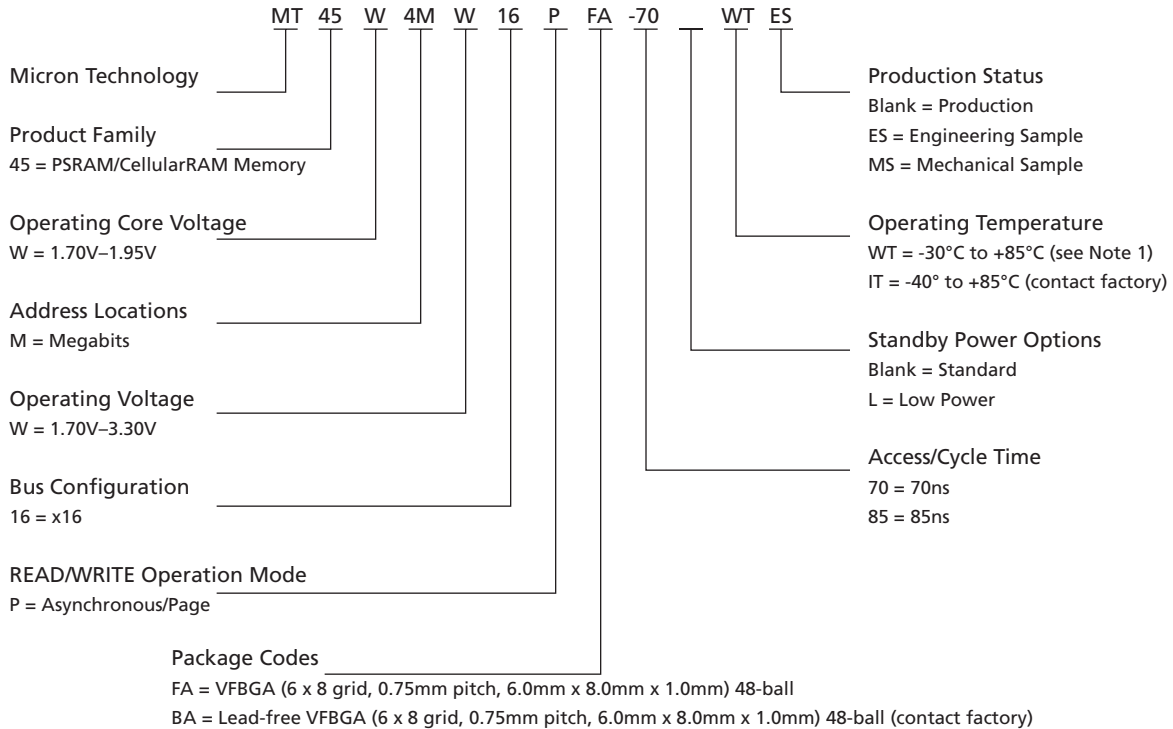 MT 45 W 4M W 16 P FA -70 WT ES
Micron Technology
Product Family
45 = PSRAM/CellularRAM Memory
Operating Core Voltage
W = 1.70V–1.95V
Address Locations
M = Megabits
Operating Voltage
W = 1.70V–3.30V
Bus Configuration
16 = x16
READ/WRITE Operation Mode
P = Asynchronous/Page
Package Codes
FA = VFBGA (6 x 8 grid, 0.75mm pitch, 6.0mm x 8.0mm x 1.0mm) 48-ball
BA = Lead-free VFBGA (6 x 8 grid, 0.75mm pitch, 6.0mm x 8.0mm x 1.0mm) 48-ball (contact factory)
Production Status
Blank = Production
ES = Engineering Sample
MS = Mechanical Sample
Operating Temperature
WT = -30°C to +85°C (see Note 1)
IT = -40° to +85°C (contact factory)
Standby Power Options
Blank = Standard
L = Low Power
Access/Cycle Time
70 = 70ns
85 = 85ns